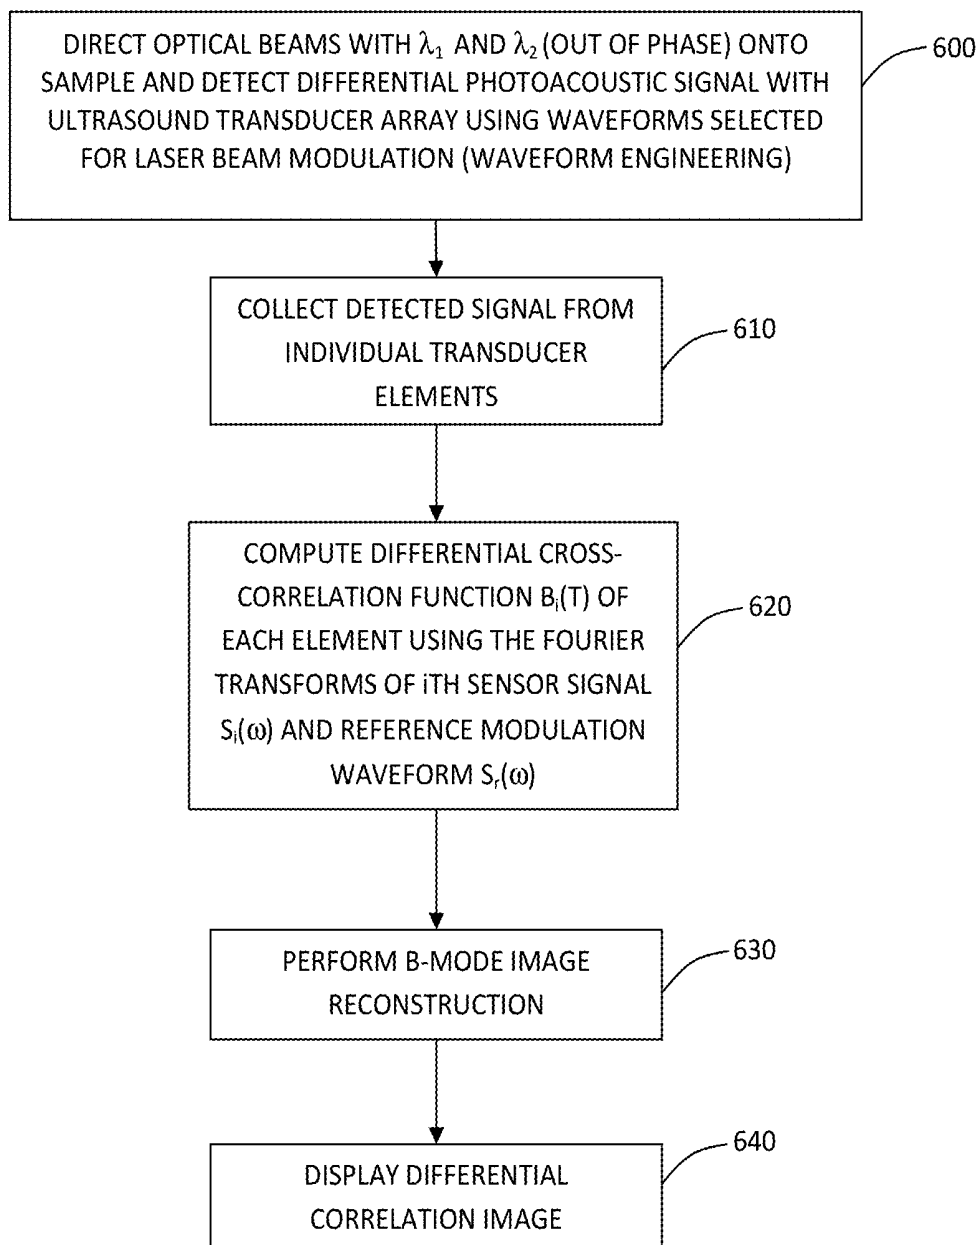 DIRECT OPTICAL BEAMS WITH λ₁ AND λ₂ (OUT OF PHASE) ONTO
SAMPLE AND DETECT DIFFERENTIAL PHOTOACOUSTIC SIGNAL WITH
ULTRASOUND TRANSDUCER ARRAY USING WAVEFORMS SELECTED
FOR LASER BEAM MODULATION (WAVEFORM ENGINEERING)
600
COLLECT DETECTED SIGNAL FROM
INDIVIDUAL TRANSDUCER
ELEMENTS
610
COMPUTE DIFFERENTIAL CROSS-
CORRELATION FUNCTION Bᵢ(T) OF
EACH ELEMENT USING THE FOURIER
TRANSFORMS OF iTH SENSOR SIGNAL
Sᵢ(ω) AND REFERENCE MODULATION
WAVEFORM Sᵣ(ω)
620
PERFORM B-MODE IMAGE
RECONSTRUCTION
630
DISPLAY DIFFERENTIAL
CORRELATION IMAGE
640